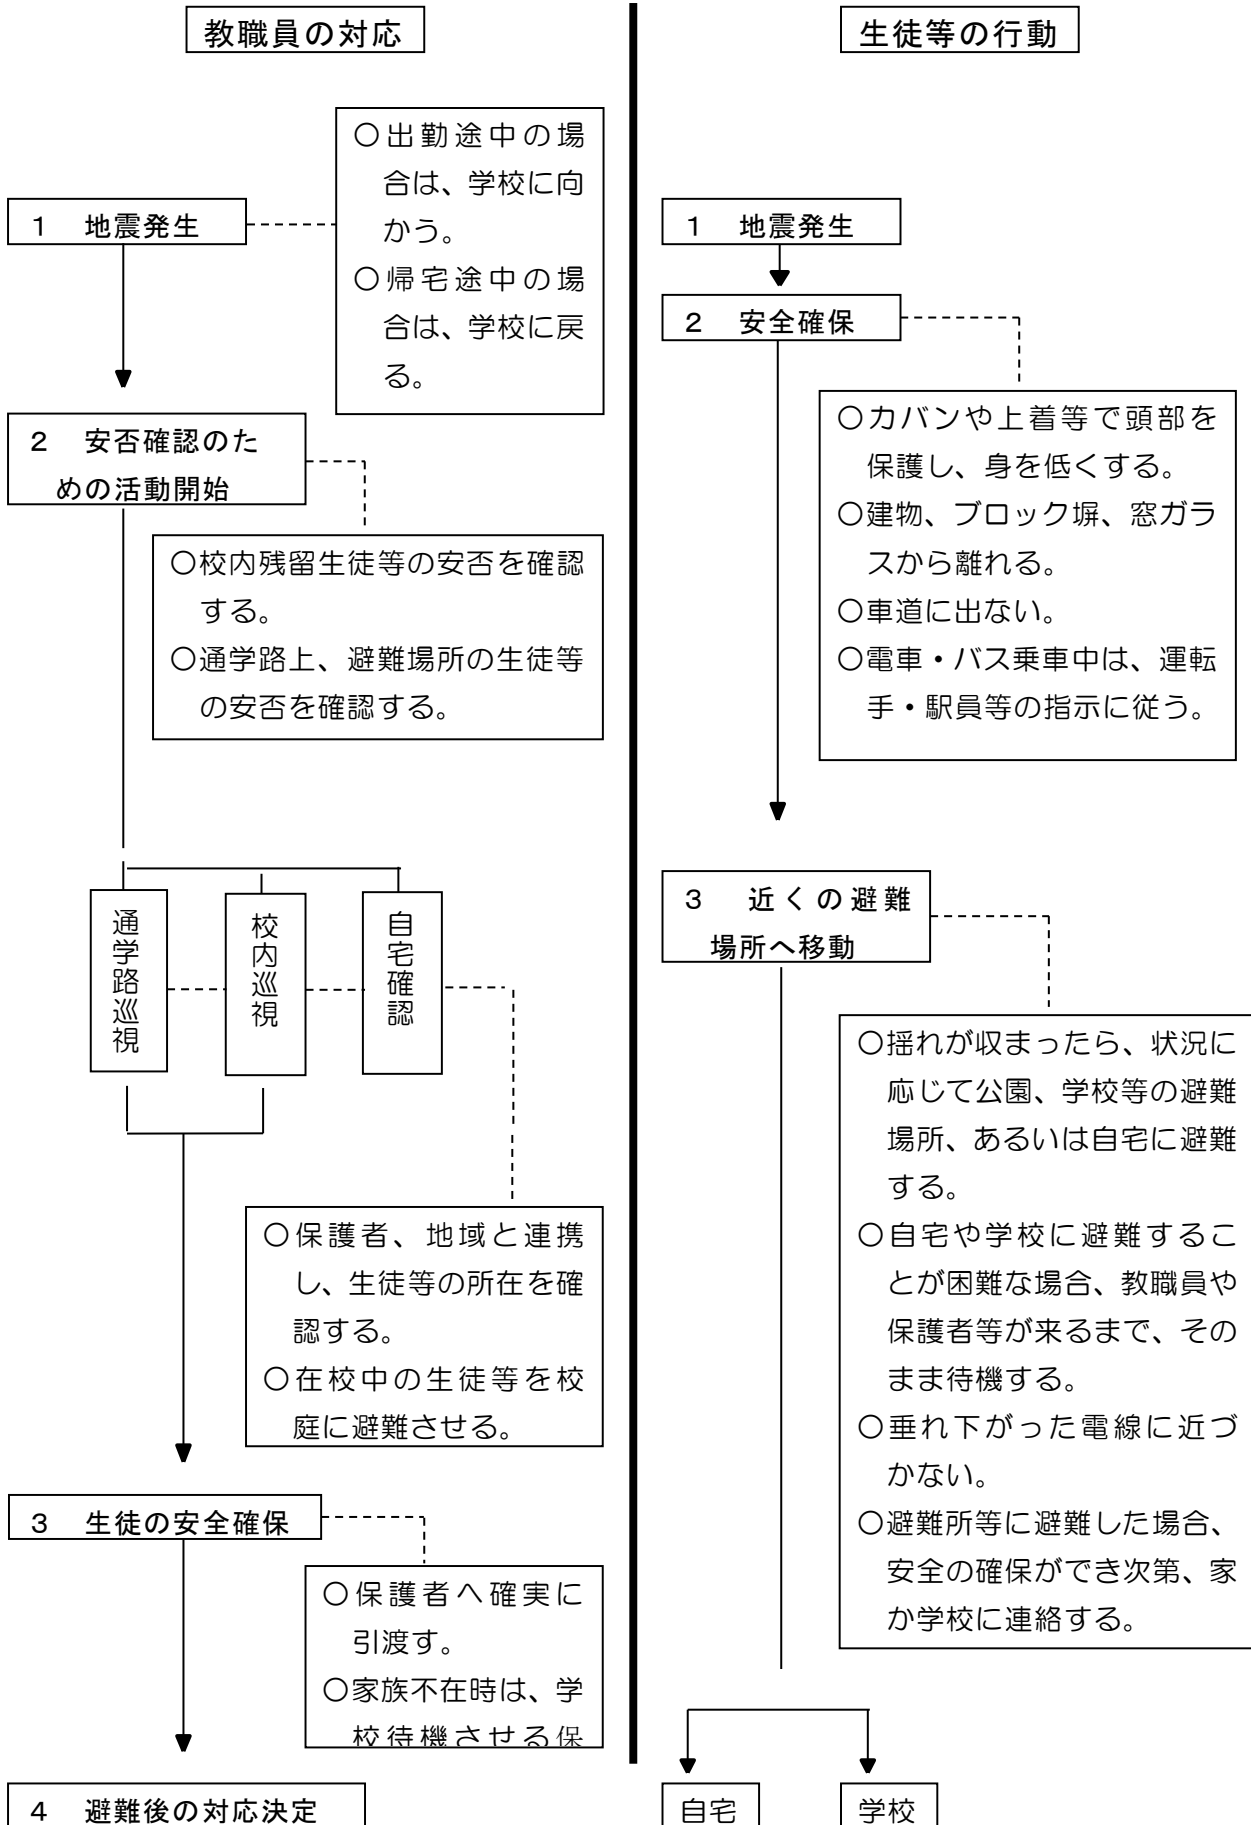 教職員の対応
○出勤途中の場
合は、学校に向
かう。
○帰宅途中の場
合は、学校に戻
る。
１　地震発生
２　安否確認のた
めの活動開始
○校内残留生徒等の安否を確認
する。
○通学路上、避難場所の生徒等
の安否を確認する。
通学路巡視
校内巡視
自宅確認
○保護者、地域と連携
し、生徒等の所在を確
認する。
○在校中の生徒等を校
庭に避難させる。
３　生徒の安全確保
○保護者へ確実に
引渡す。
○家族不在時は、学
校待機させる保
４　避難後の対応決定
生徒等の行動
１　地震発生
２　安全確保
○カバンや上着等で頭部を
保護し、身を低くする。
○建物、ブロック塀、窓ガラ
スから離れる。
○車道に出ない。
○電車・バス乗車中は、運転
手・駅員等の指示に従う。
３　近くの避難
場所へ移動
○揺れが収まったら、状況に
応じて公園、学校等の避難
場所、あるいは自宅に避難
する。
○自宅や学校に避難するこ
とが困難な場合、教職員や
保護者等が来るまで、その
まま待機する。
○垂れ下がった電線に近づ
かない。
○避難所等に避難した場合、
安全の確保ができ次第、家
か学校に連絡する。
自宅
学校